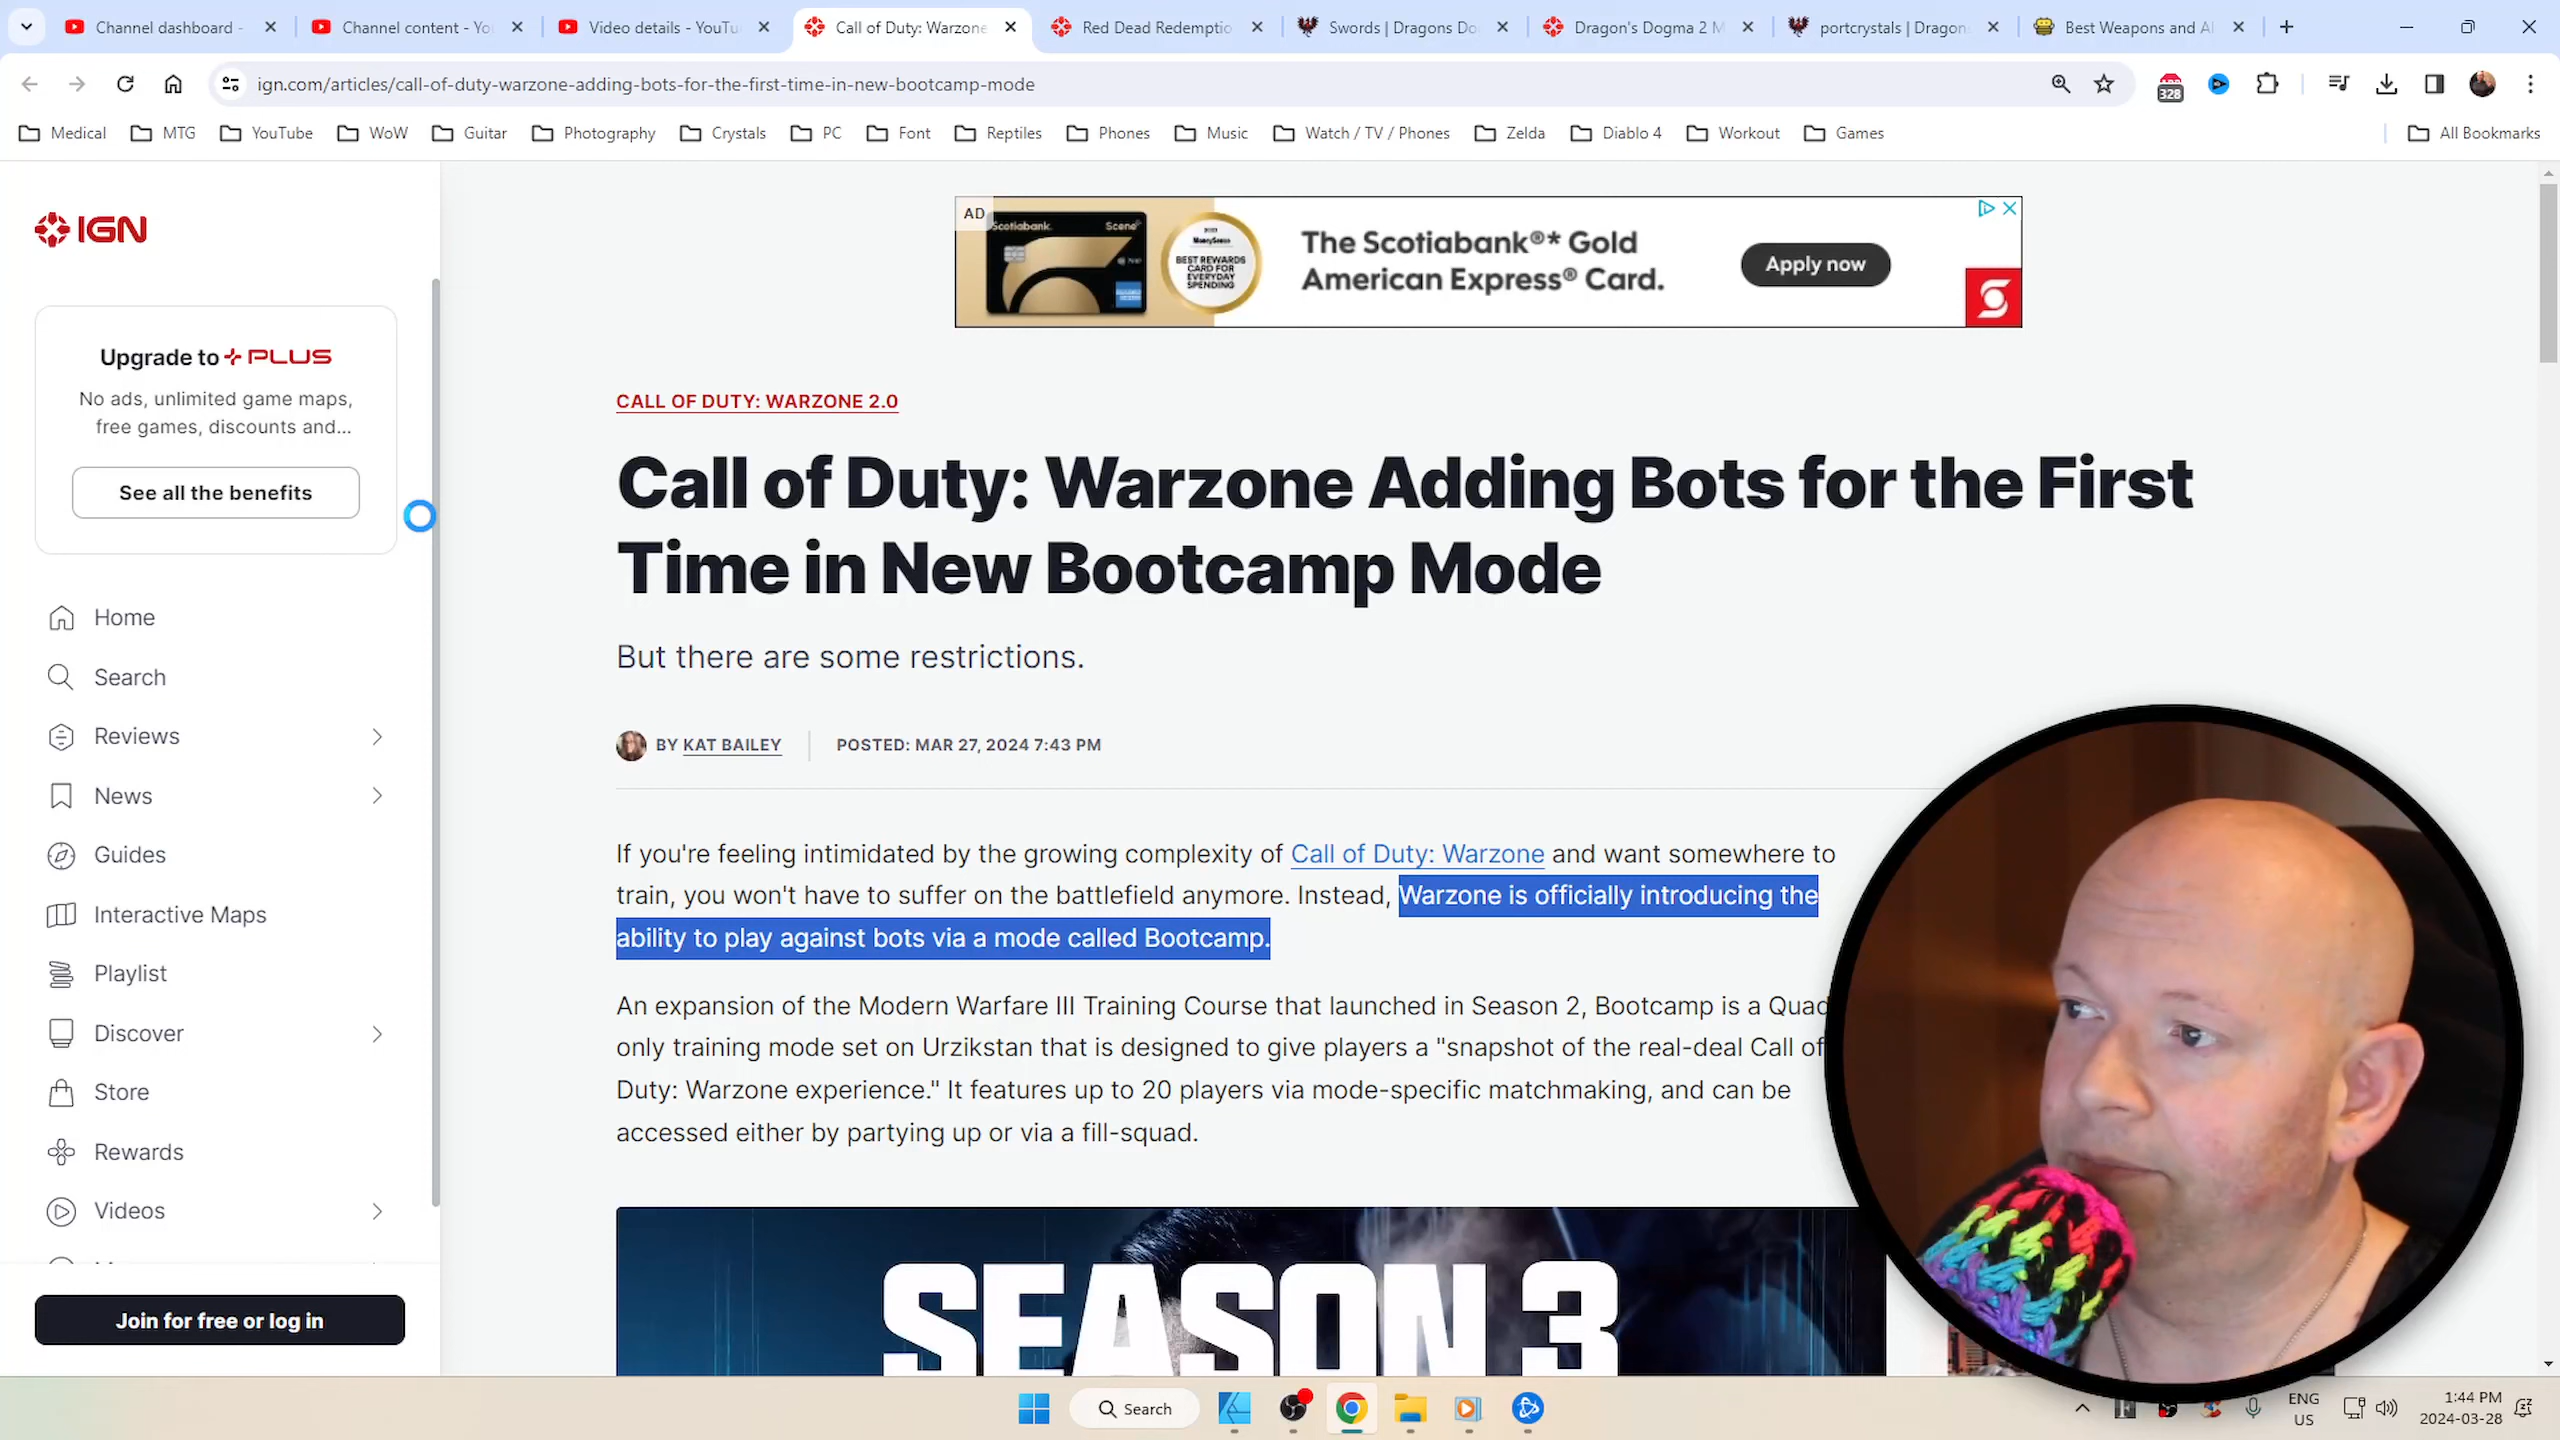 Channel dashboard -
Channel content - Yo
Video details - YouTu
Call of Duty: Warzone
Red Dead Redemptio
Swords | Dragons Do
Dragon's Dogma 2 M
portcrystals | Dragon
Best Weapons and Al
ign.com/articles/call-of-duty-warzone-adding-bots-for-the-first-time-in-new-bootcamp-mode
328
Medical
MTG
YouTube
WoW
Guitar
Photography
Crystals
PC
Font
Reptiles
Phones
Music
Watch / TV / Phones
Zelda
Diablo 4
Workout
Games
All Bookmarks
IGN
Upgrade to PLUS
No ads, unlimited game maps,
free games, discounts and...
See all the benefits
Home
Search
Reviews
News
Guides
Interactive Maps
Playlist
Discover
Store
Rewards
Videos
Join for free or log in
AD
Scotiabank.
Scene+
MoneySense
BEST REWARDS
CARD FOR
EVERYDAY
SPENDING
The Scotiabank®* Gold
American Express® Card.
Apply now
CALL OF DUTY: WARZONE 2.0
Call of Duty: Warzone Adding Bots for the First
Time in New Bootcamp Mode
But there are some restrictions.
BY KAT BAILEY
POSTED: MAR 27, 2024 7:43 PM
If you're feeling intimidated by the growing complexity of Call of Duty: Warzone and want somewhere to
train, you won't have to suffer on the battlefield anymore. Instead, Warzone is officially introducing the
ability to play against bots via a mode called Bootcamp.
An expansion of the Modern Warfare III Training Course that launched in Season 2, Bootcamp is a Quad
only training mode set on Urzikstan that is designed to give players a "snapshot of the real-deal Call of
Duty: Warzone experience." It features up to 20 players via mode-specific matchmaking, and can be
accessed either by partying up or via a fill-squad.
SEASON 3
Search
ENG
US
1:44 PM
2024-03-28